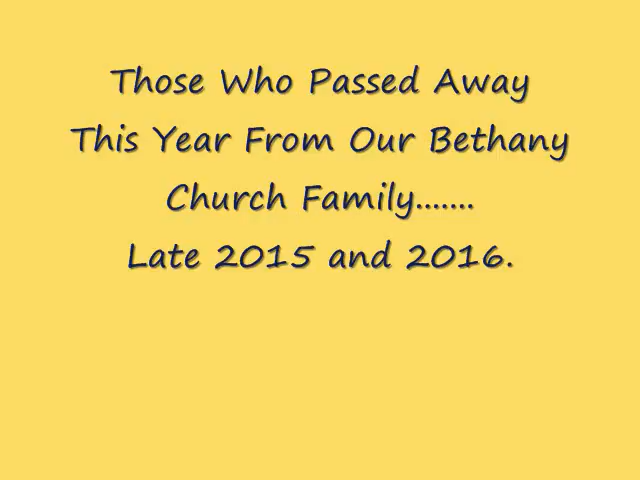 Those Who Passed Away
This Year From Our Bethany
Church Family.......
Late 2015 and 2016.